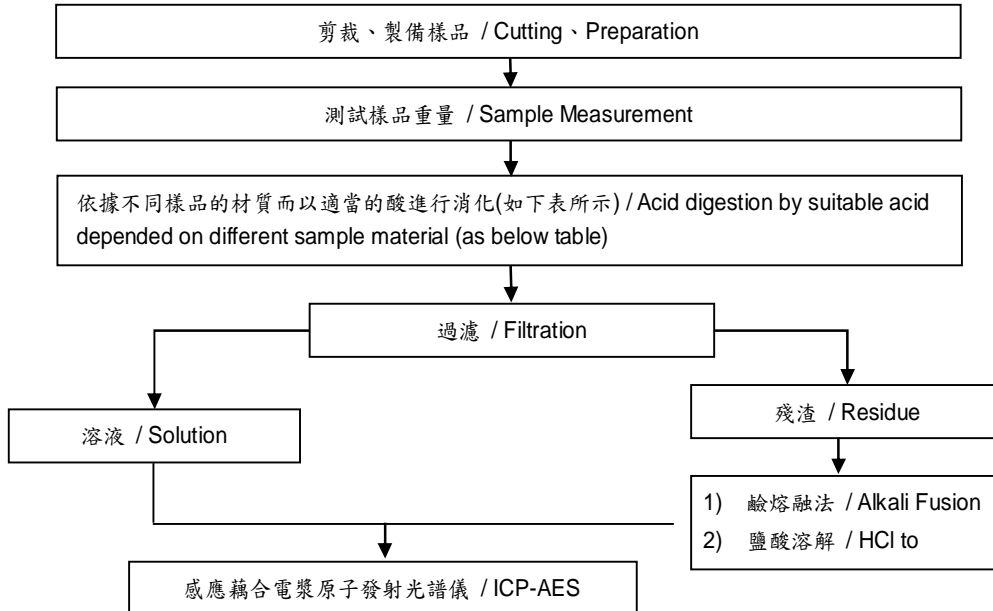 剪裁、製備樣品 / Cutting、Preparation
測試樣品重量 / Sample Measurement
依據不同樣品的材質而以適當的酸進行消化(如下表所示) / Acid digestion by suitable acid
depended on different sample material (as below table)
過濾 / Filtration
溶液 / Solution
殘渣 / Residue
1) 鹼熔融法 / Alkali Fusion
2) 鹽酸溶解 / HCl to
感應藕合電漿原子發射光譜儀 / ICP-AES